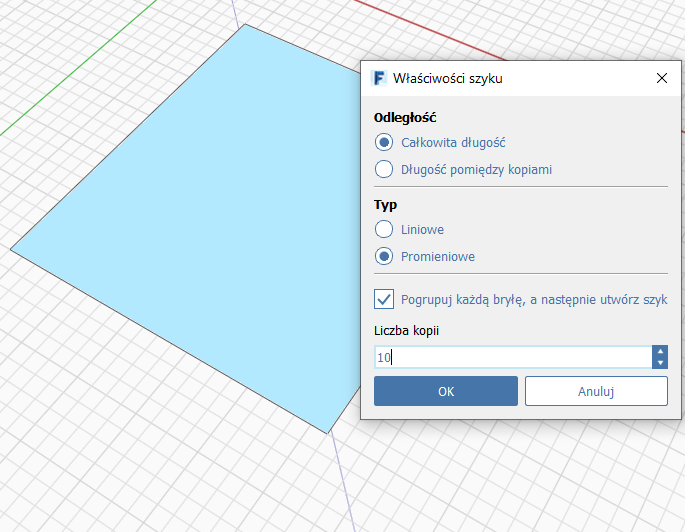 F Właściwości szyku
Odległość
Całkowita długość
Długość pomiędzy kopiami
Typ
Liniowe
Promieniowe
Pogrupuj każdą bryłę, a następnie utwórz szyk
Liczba kopii
10
OK Anuluj